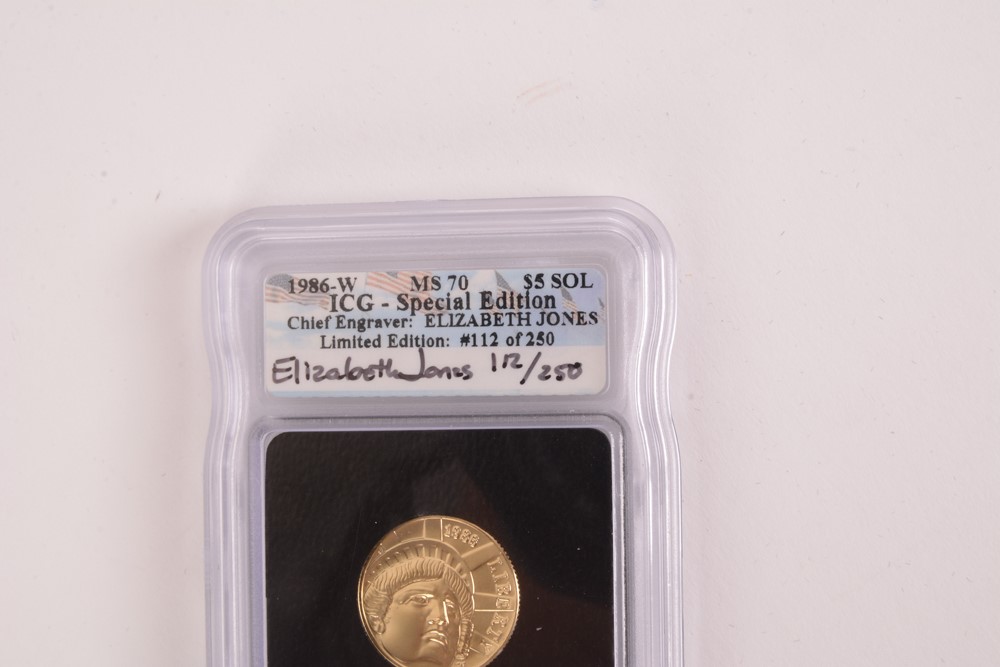 1986-W MS 70 $5 SOL
ICG - Special Edition
Chief Engraver: ELIZABETH JONES
Limited Edition: #112 of 250
Elizabeth Jones 112/250
1986
LIBERTY